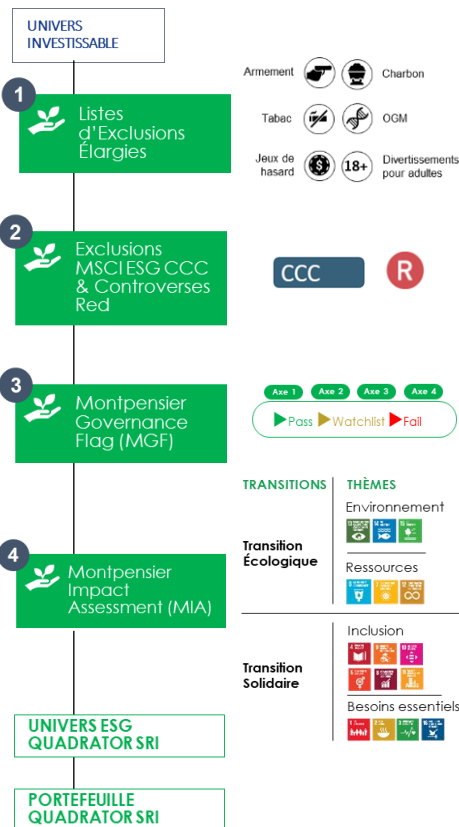 UNIVERS
INVESTISSABLE
1
Listes
d'Exclusions
Élargies
Armement
Charbon
Tabac
OGM
Jeux de
hasard
18+
Divertissements
pour adultes
2
Exclusions
MSCI ESG CCC
& Controverses
Red
CCC
R
3
Montpensier
Governance
Flag (MGF)
Axe 1 Axe 2 Axe 3 Axe 4
Pass Watchlist Fail
4
Montpensier
Impact
Assessment (MIA)
TRANSITIONS THÈMES
Transition
Écologique
Environnement
Ressources
Transition
Solidaire
Inclusion
Besoins essentiels
UNIVERS ESG
QUADRATOR SRI
PORTEFEUILLE
QUADRATOR SRI